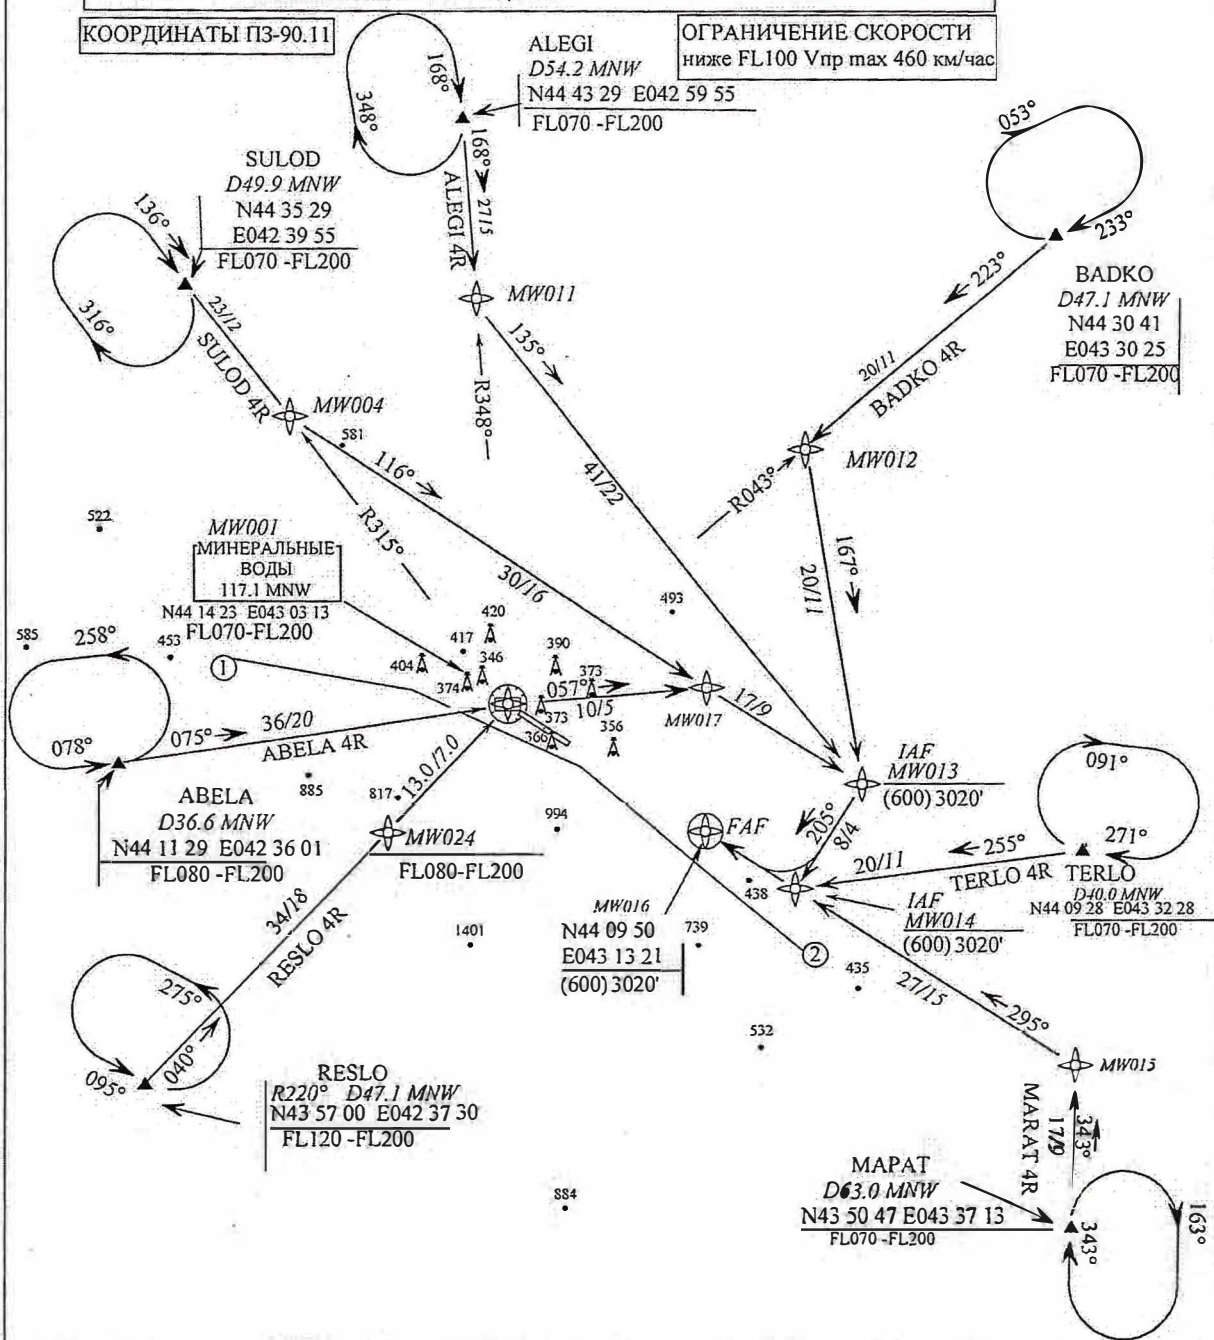 КООРДИНАТЫ ПЗ-90.11
ОГРАНИЧЕНИЕ СКОРОСТИ
ниже FL100 Vпр max 460 км/час
ALEGI
D54.2 MNW
N44 43 29 E042 59 55
FL070 -FL200
168°
348°
168°
27/5
ALEGI 4R
053°
233°
SULOD
D49.9 MNW
N44 35 29
E042 39 55
FL070 -FL200
136°
316°
23/12
SULOD 4R
MW011
135°
R348°
223°
20/11
BADKO 4R
BADKO
D47.1 MNW
N44 30 41
E043 30 25
FL070 -FL200
MW004
581
116°
R315°
30/16
41/22
MW012
R043°
167°
20/11
522
MW001
МИНЕРАЛЬНЫЕ
ВОДЫ
117.1 MNW
N44 14 23 E043 03 13
FL070-FL200
493
585
258°
453
1
420
417
404
346
374
390
373
057°
10/5
373
366
356
MW017
17/9
078°
075°
36/20
ABELA 4R
ABELA
D36.6 MNW
N44 11 29 E042 36 01
FL080 -FL200
885
817
13.0/7.0
MW024
FL080-FL200
994
IAF
MW013
(600) 3020'
205°
8/4
FAF
438
091°
271°
255°
20/11
TERLO 4R
TERLO
D40.0 MNW
N44 09 28 E043 32 28
FL070 -FL200
IAF
MW014
(600) 3020'
MW016
N44 09 50
E043 13 21
(600) 3020'
739
2
435
27/15
295°
34/18
RESLO 4R
1401
532
275°
095°
040°
RESLO
R220° D47.1 MNW
N43 57 00 E042 37 30
FL120 -FL200
MW015
17/9
343°
MARAT 4R
МАРАТ
D63.0 MNW
N43 50 47 E043 37 13
FL070 -FL200
343°
163°
884